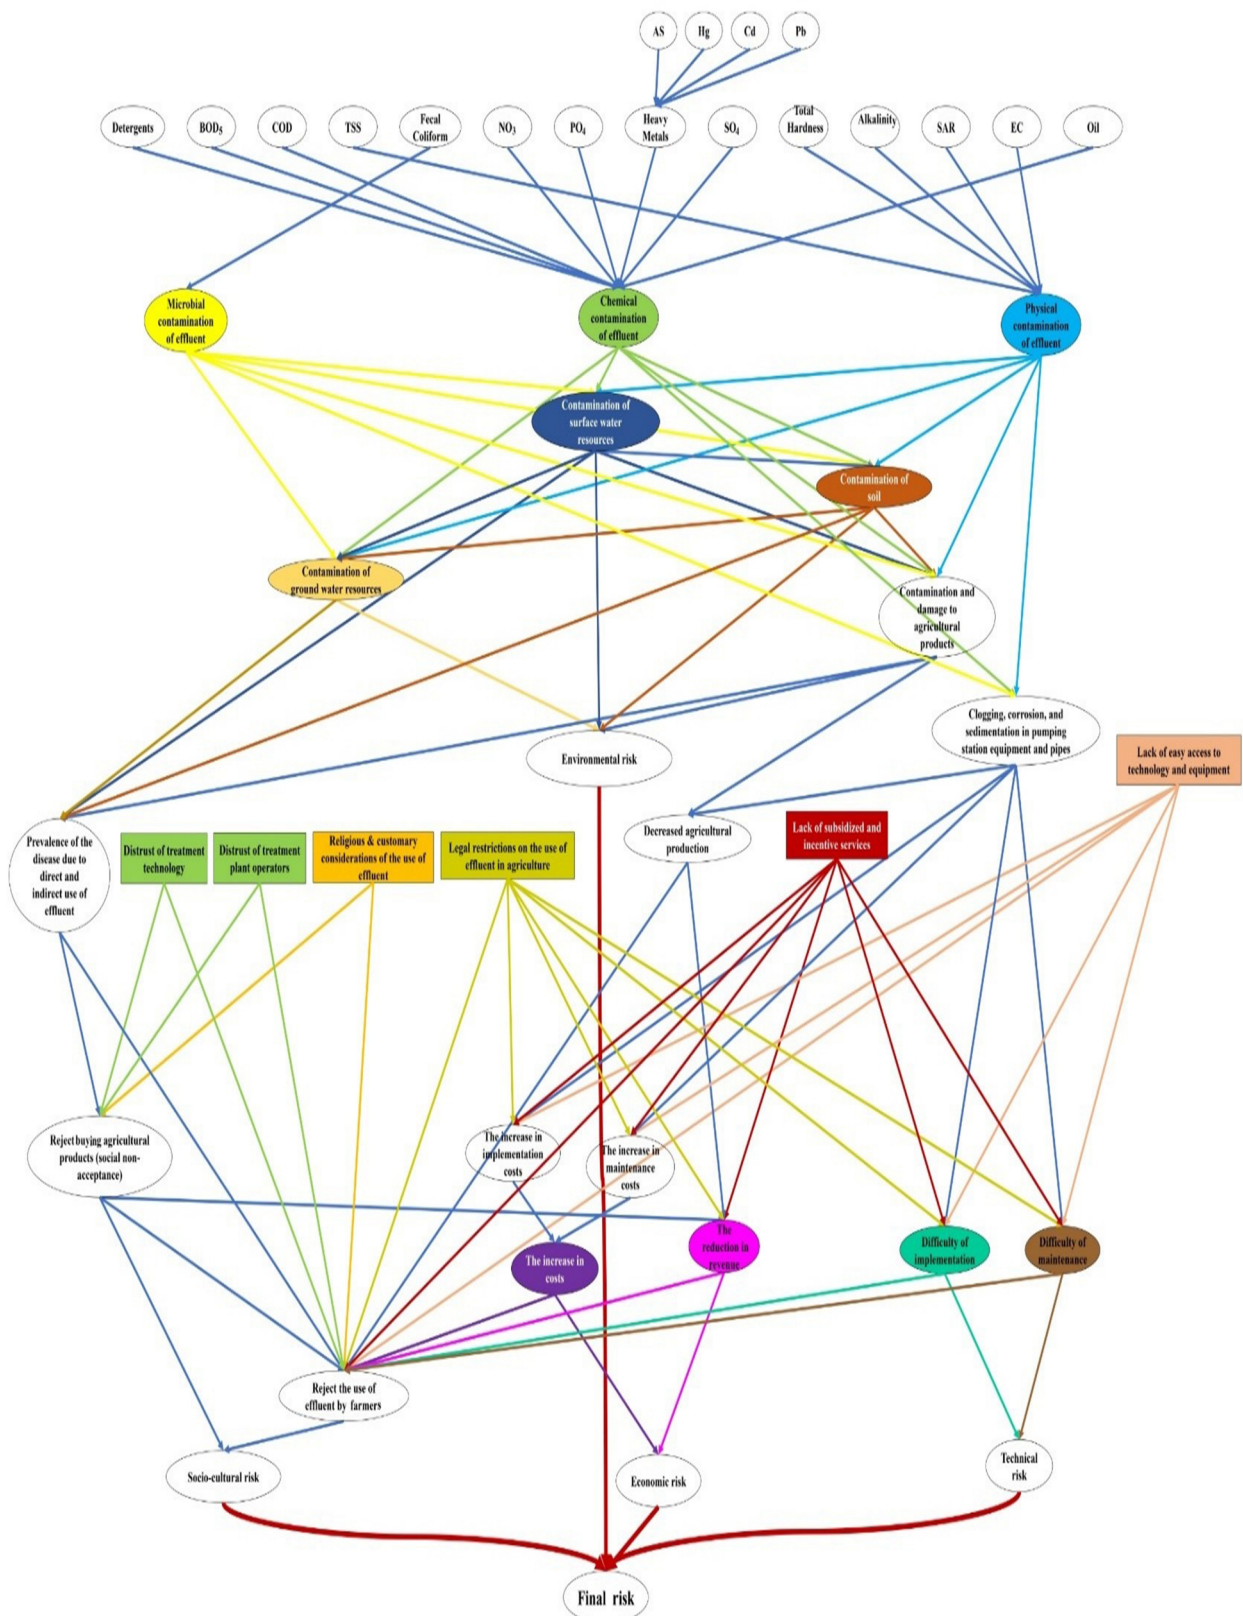 AS
Hg
Cd
Pb
Detergents
BOD₅
COD
TSS
Fecal
Coliform
NO₃
PO₄
Heavy
Metals
SO₄
Total
Hardness
Alkalinity
SAR
EC
Oil
Microbial
contamination
of effluent
Chemical
contamination
of effluent
Physical
contamination
of effluent
Contamination of
surface water
resources
Contamination of
soil
Contamination of
ground water resources
Contamination and
damage to
agricultural
products
Clogging, corrosion, and
sedimentation in pumping
station equipment and pipes
Lack of easy access to
technology and equipment
Environmental risk
Decreased agricultural
production
Lack of subsidized and
incentive services
Prevalence of the
disease due to
direct and
indirect use of
effluent
Distrust of treatment
technology
Distrust of treatment
plant operators
Religious & customary
considerations of the use of
effluent
Legal restrictions on the use of
effluent in agriculture
Reject buying agricultural
products (social non-
acceptance)
The increase in
implementation
costs
The increase in
maintenance
costs
The increase in
costs
The
reduction in
revenue
Difficulty of
implementation
Difficulty of
maintenance
Reject the use of
effluent by farmers
Socio-cultural risk
Economic risk
Technical
risk
Final risk